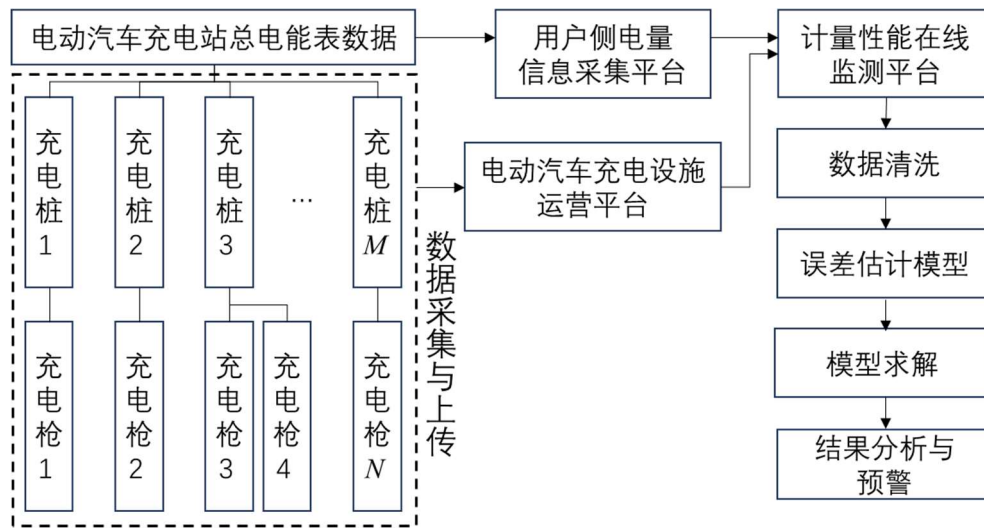 电动汽车充电站总电能表数据
用户侧电量
信息采集平台
计量性能在线
监测平台
充电桩1
充电桩2
充电桩3
...
充电桩M
电动汽车充电设施
运营平台
数据清洗
数据采集与上传
误差估计模型
充电枪1
充电枪2
充电枪3
充电枪4
充电枪N
模型求解
结果分析与
预警